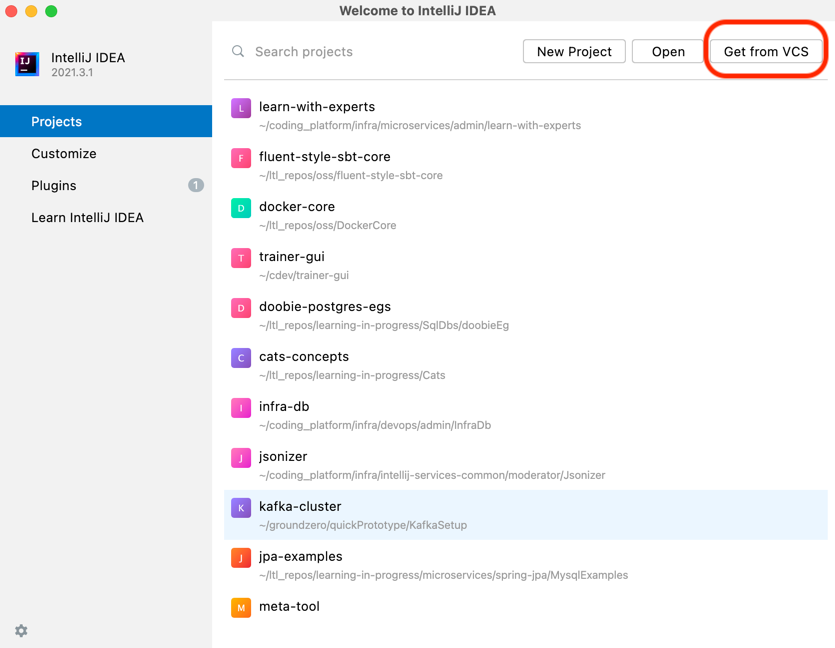 Welcome to IntelliJ IDEA
IJ
IntelliJ IDEA
2021.3.1
Projects
Customize
Plugins
1
Learn IntelliJ IDEA
Search projects
New Project
Open
Get from VCS
L
learn-with-experts
~/coding_platform/infra/microservices/admin/learn-with-experts
F
fluent-style-sbt-core
~/ltl_repos/oss/fluent-style-sbt-core
D
docker-core
~/ltl_repos/oss/DockerCore
T
trainer-gui
~/cdev/trainer-gui
D
doobie-postgres-egs
~/ltl_repos/learning-in-progress/SqlDbs/doobieEg
C
cats-concepts
~/ltl_repos/learning-in-progress/Cats
I
infra-db
~/coding_platform/infra/devops/admin/InfraDb
J
jsonizer
~/coding_platform/infra/intellij-services-common/moderator/Jsonizer
K
kafka-cluster
~/groundzero/quickPrototype/KafkaSetup
J
jpa-examples
~/ltl_repos/learning-in-progress/microservices/spring-jpa/MysqlExamples
M
meta-tool